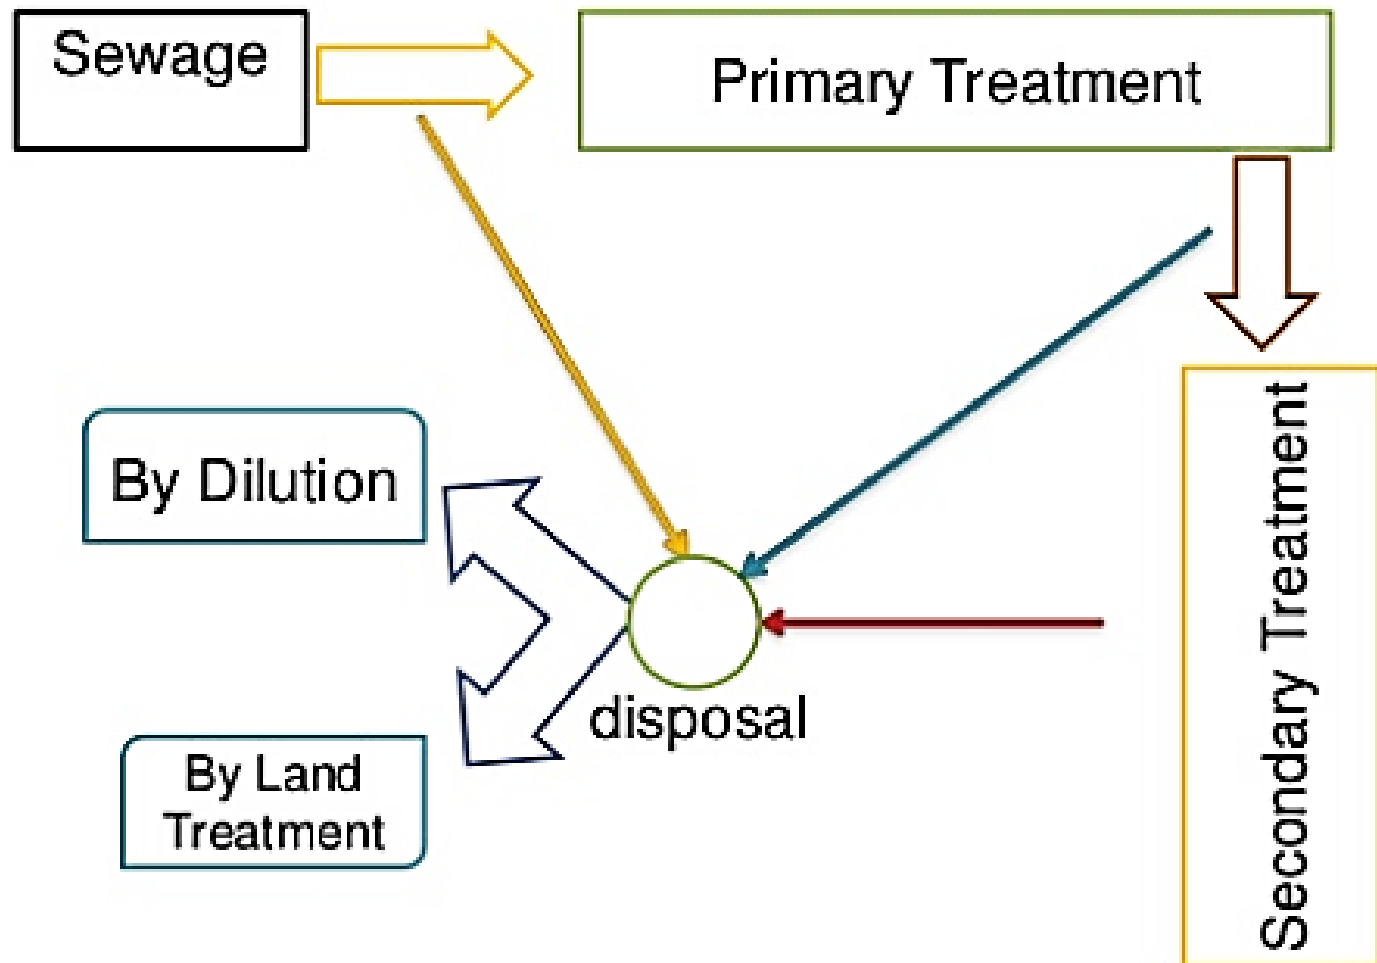 Sewage
Primary Treatment
Secondary Treatment
By Dilution
disposal
By Land
Treatment